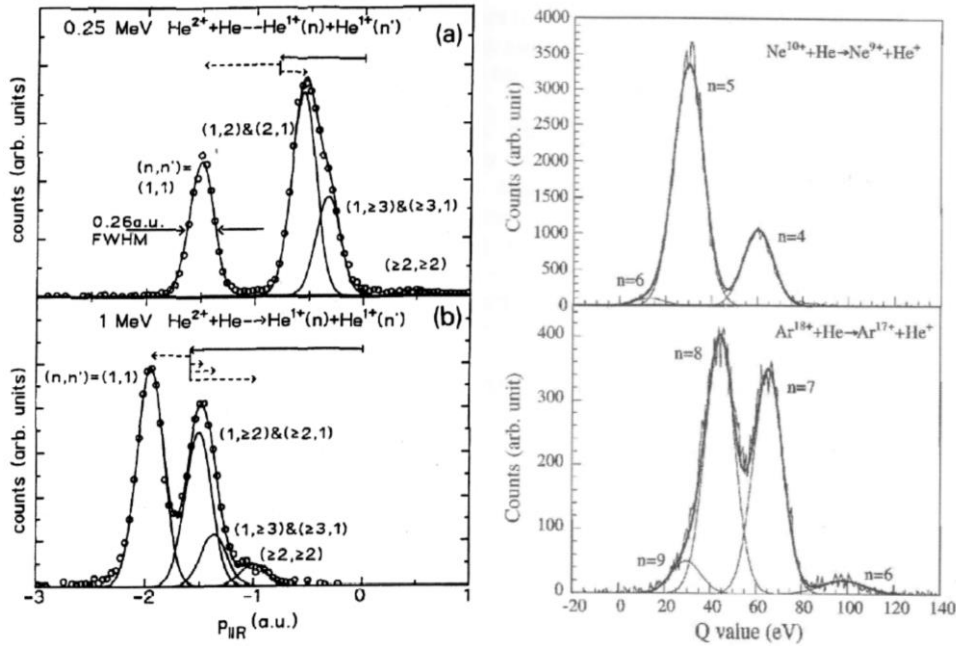 0.25 MeV He2++He--He1+(n)+He1+(n')
(a)
(1,2)&(2,1)
(n,n')=
(1,1)
(1,≥3)&(≥3,1)
0.26a.u.
FWHM
(≥2,≥2)
counts (arb. units)
1 MeV He2++He-->He1+(n)+He1+(n')
(b)
(n,n')=(1,1)
(1,≥2)&(≥2,1)
(1,≥3)&(≥3,1)
(≥2,≥2)
counts (arb. units)
-3 -2 -1 0 1
p||R (a.u.)
4000
3500
3000
2500
2000
1500
1000
500
0
Counts (arb. unit)
Ne10++He→Ne9++He+
n=5
n=4
n=6
400
300
200
100
0
Counts (arb. unit)
Ar18++He→Ar17++He+
n=8
n=7
n=9
n=6
-20 0 20 40 60 80 100 120 140
Q value (eV)